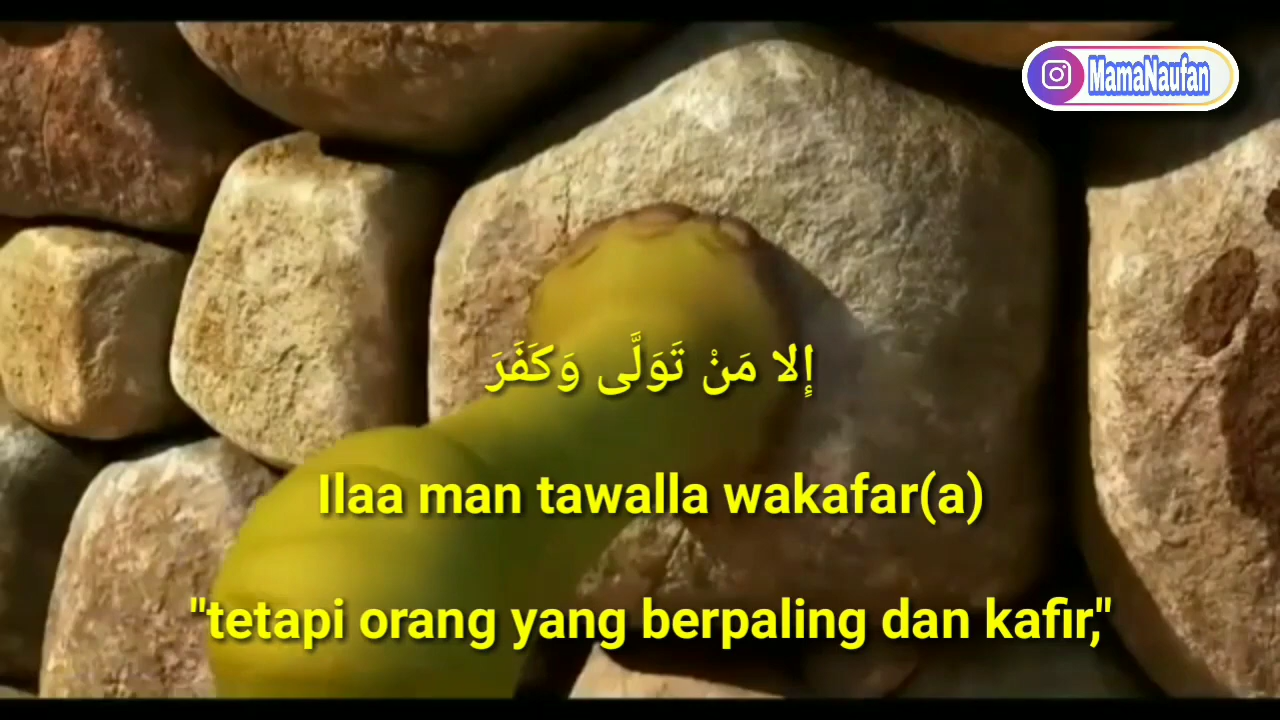 MamaNaufan
إِلا مَنْ تَوَلَّى وَكَفَرَ
Ilaa man tawalla wakafar(a)
"tetapi orang yang berpaling dan kafir,"